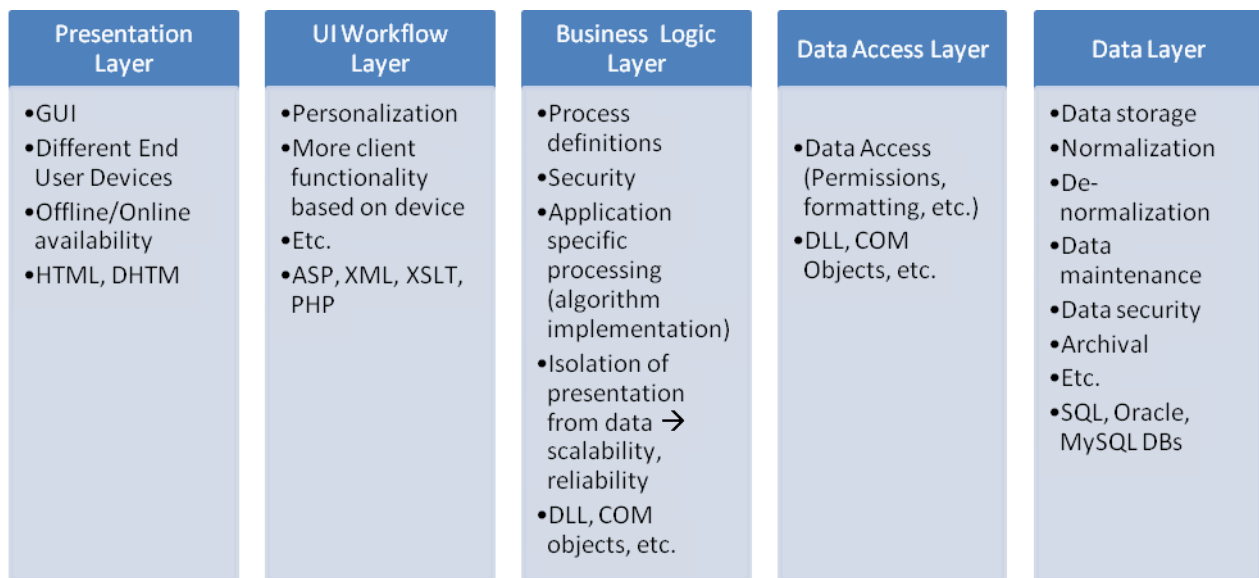 Presentation
Layer
•GUI
•Different End
User Devices
•Offline/Online
availability
•HTML, DHTM
UI Workflow
Layer
•Personalization
•More client
functionality
based on device
•Etc.
•ASP, XML, XSLT,
PHP
Business Logic
Layer
•Process
definitions
•Security
•Application
specific
processing
(algorithm
implementation)
•Isolation of
presentation
from data →
scalability,
reliability
•DLL, COM
objects, etc.
Data Access Layer
•Data Access
(Permissions,
formatting, etc.)
•DLL, COM
Objects, etc.
Data Layer
•Data storage
•Normalization
•De-
normalization
•Data
maintenance
•Data security
•Archival
•Etc.
•SQL, Oracle,
MySQL DBs